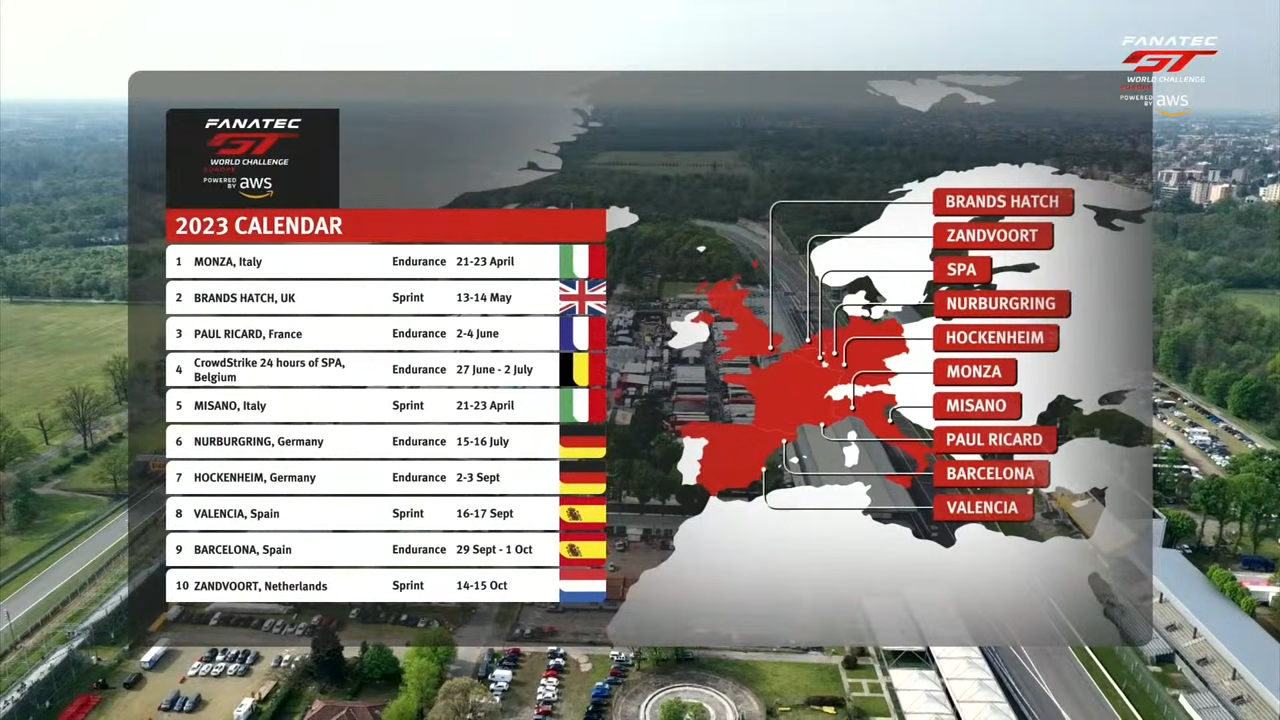 FANATEC
GT
WORLD CHALLENGE
EUROPE
POWERED BY aws
FANATEC
GT
WORLD CHALLENGE
EUROPE
POWERED BY aws
2023 CALENDAR
1 MONZA, Italy Endurance 21-23 April
2 BRANDS HATCH, UK Sprint 13-14 May
3 PAUL RICARD, France Endurance 2-4 June
4 CrowdStrike 24 hours of SPA,
Belgium Endurance 27 June - 2 July
5 MISANO, Italy Sprint 21-23 April
6 NURBURGRING, Germany Endurance 15-16 July
7 HOCKENHEIM, Germany Endurance 2-3 Sept
8 VALENCIA, Spain Sprint 16-17 Sept
9 BARCELONA, Spain Endurance 29 Sept - 1 Oct
10 ZANDVOORT, Netherlands Sprint 14-15 Oct
BRANDS HATCH
ZANDVOORT
SPA
NURBURGRING
HOCKENHEIM
MONZA
MISANO
PAUL RICARD
BARCELONA
VALENCIA